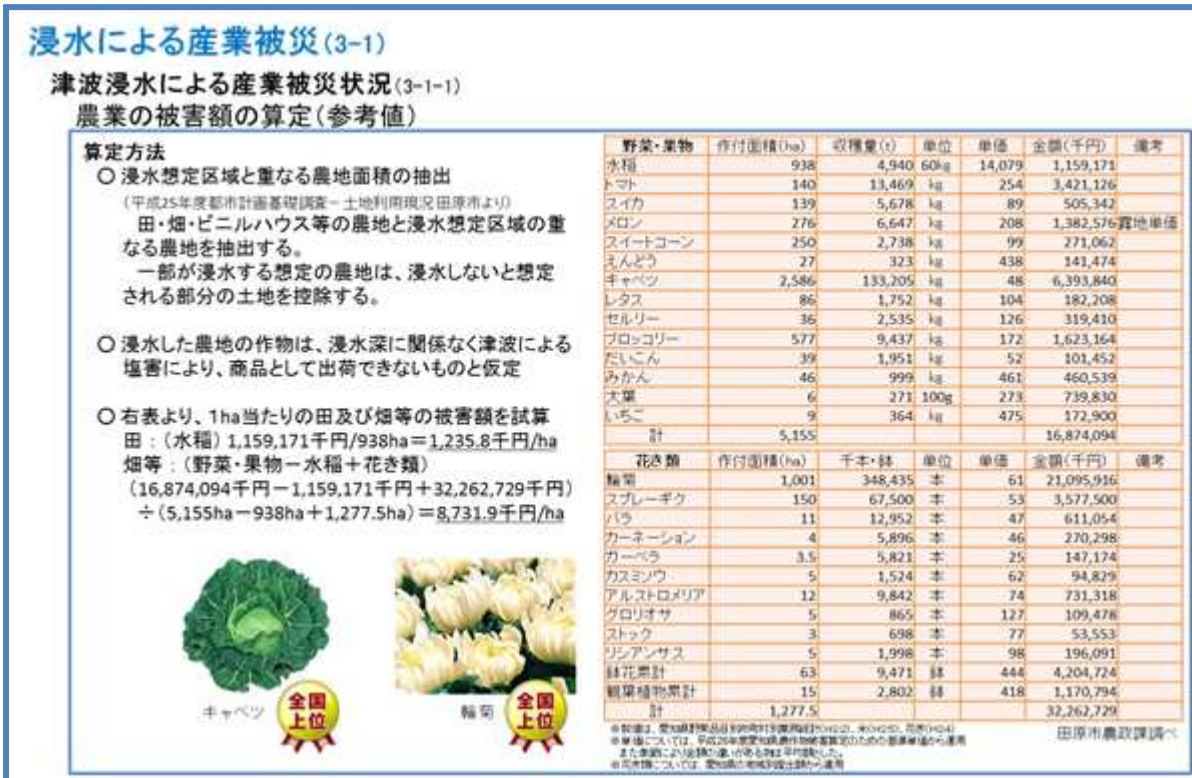 浸水による産業被災(3-1)
津波浸水による産業被災状況(3-1-1)
農業の被害額の算定(参考値)
算定方法
○ 浸水想定区域と重なる農地面積の抽出
(平成25年度都市計画基礎調査-土地利用現況田原市より)
田・畑・ビニルハウス等の農地と浸水想定区域の重
なる農地を抽出する。
一部が浸水する想定の農地は、浸水しないと想定
される部分の土地を控除する。
○ 浸水した農地の作物は、浸水深に関係なく津波による
塩害により、商品として出荷できないものと仮定
○ 右表より、1ha当たりの田及び畑等の被害額を試算
田:(水稲) 1,159,171千円/938ha=1,235.8千円/ha
畑等:(野菜・果物-水稲+花き類)
(16,874,094千円-1,159,171千円+32,262,729千円)
÷(5,155ha-938ha+1,277.5ha)=8,731.9千円/ha
キャベツ
全国
上位
輪菊
全国
上位
野菜・果物 作付面積(ha) 収穫量(t) 単位 単価 金額(千円) 備考
水稲 938 4,940 60kg 14,079 1,159,171
トマト 140 13,469 kg 254 3,421,126
スイカ 139 5,678 kg 89 505,342
メロン 276 6,647 kg 208 1,382,576 露地単価
スイートコーン 250 2,738 kg 99 271,062
えんどう 27 323 kg 438 141,474
キャベツ 2,586 133,205 kg 48 6,393,840
レタス 86 1,752 kg 104 182,208
セルリー 36 2,535 kg 126 319,410
ブロッコリー 577 9,437 kg 172 1,623,164
だいこん 39 1,951 kg 52 101,452
みかん 46 999 kg 461 460,539
大葉 6 271 100g 273 739,830
いちご 9 364 kg 475 172,900
計 5,155 16,874,094
花き類 作付面積(ha) 千本・鉢 単位 単価 金額(千円) 備考
輪菊 1,001 348,435 本 61 21,095,916
スプレーギク 150 67,500 本 53 3,577,500
バラ 11 12,952 本 47 611,054
カーネーション 4 5,896 本 46 270,298
ガーベラ 3.5 5,821 本 25 147,174
カスミソウ 5 1,524 本 62 94,829
アルストロメリア 12 9,842 本 74 731,318
グロリオサ 5 865 本 127 109,478
ストック 3 698 本 77 53,553
リシアンサス 5 1,998 本 98 196,091
鉢花累計 63 9,471 鉢 444 4,204,724
観葉植物累計 15 2,802 鉢 418 1,170,794
計 1,277.5 32,262,729
田原市農政課調べ